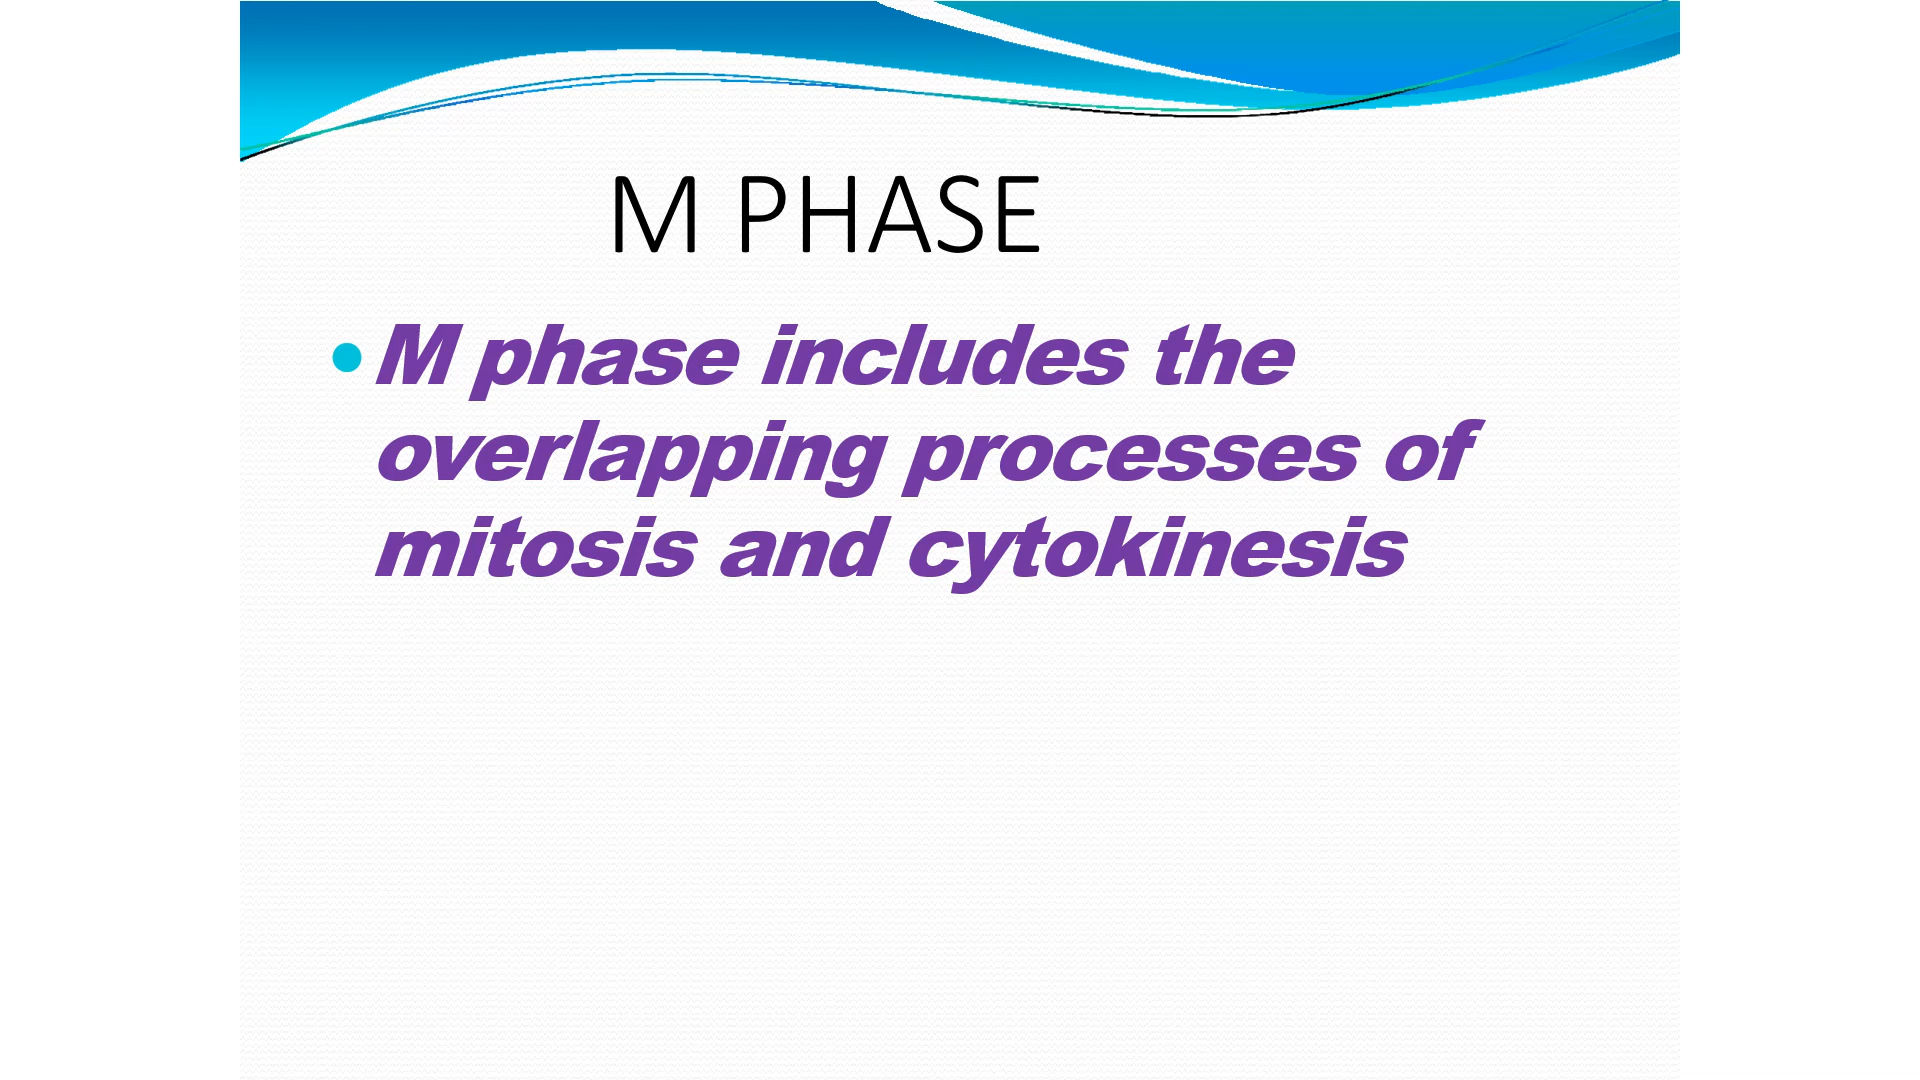 M PHASE
•M phase includes the
overlapping processes of
mitosis and cytokinesis